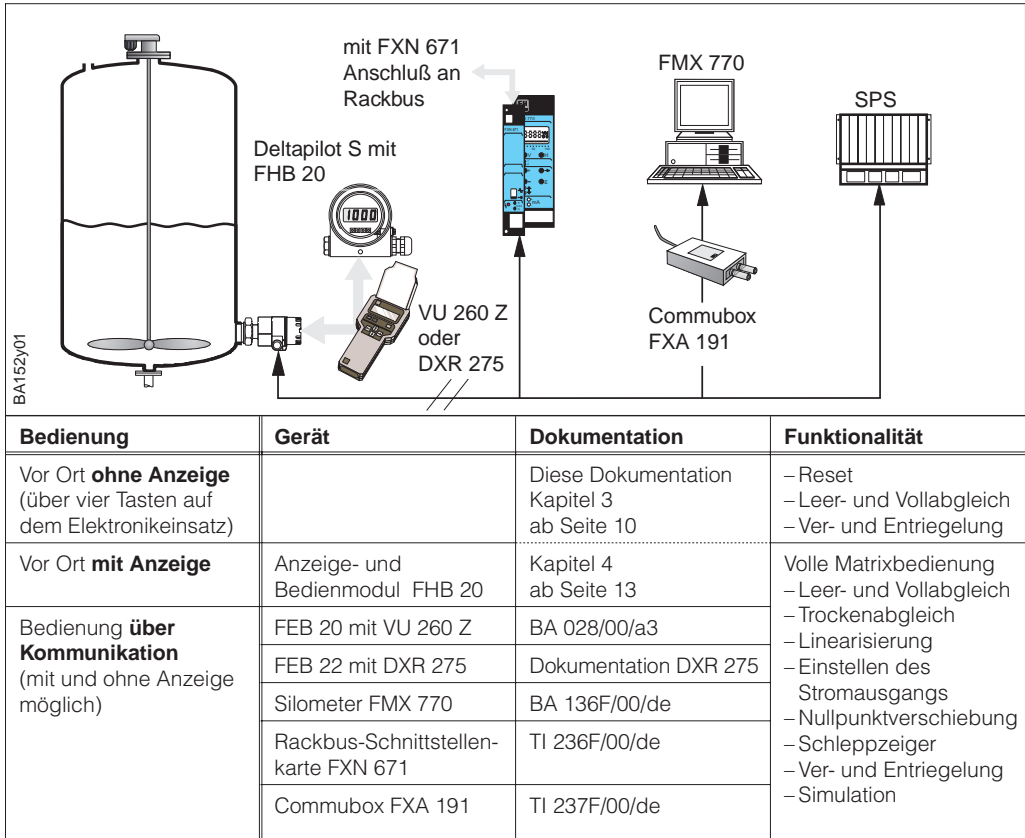 mit FXN 671
Anschluß an
Rackbus
FMX 770
SPS
Deltapilot S mit
FHB 20
1000
FXN 671
mA
VU 260 Z
oder
DXR 275
Commubox
FXA 191
BA152y01
Bedienung
Gerät
Dokumentation
Funktionalität
Vor Ort ohne Anzeige
(über vier Tasten auf
dem Elektronikeinsatz)
Diese Dokumentation
Kapitel 3
ab Seite 10
–Reset
–Leer- und Vollabgleich
–Ver- und Entriegelung
Vor Ort mit Anzeige
Anzeige- und
Bedienmodul FHB 20
Kapitel 4
ab Seite 13
Volle Matrixbedienung
–Leer- und Vollabgleich
–Trockenabgleich
–Linearisierung
–Einstellen des
Stromausgangs
–Nullpunktverschiebung
–Schleppzeiger
–Ver- und Entriegelung
–Simulation
Bedienung über
Kommunikation
(mit und ohne Anzeige
möglich)
FEB 20 mit VU 260 Z
BA 028/00/a3
FEB 22 mit DXR 275
Dokumentation DXR 275
Silometer FMX 770
BA 136F/00/de
Rackbus-Schnittstellen-
karte FXN 671
TI 236F/00/de
Commubox FXA 191
TI 237F/00/de